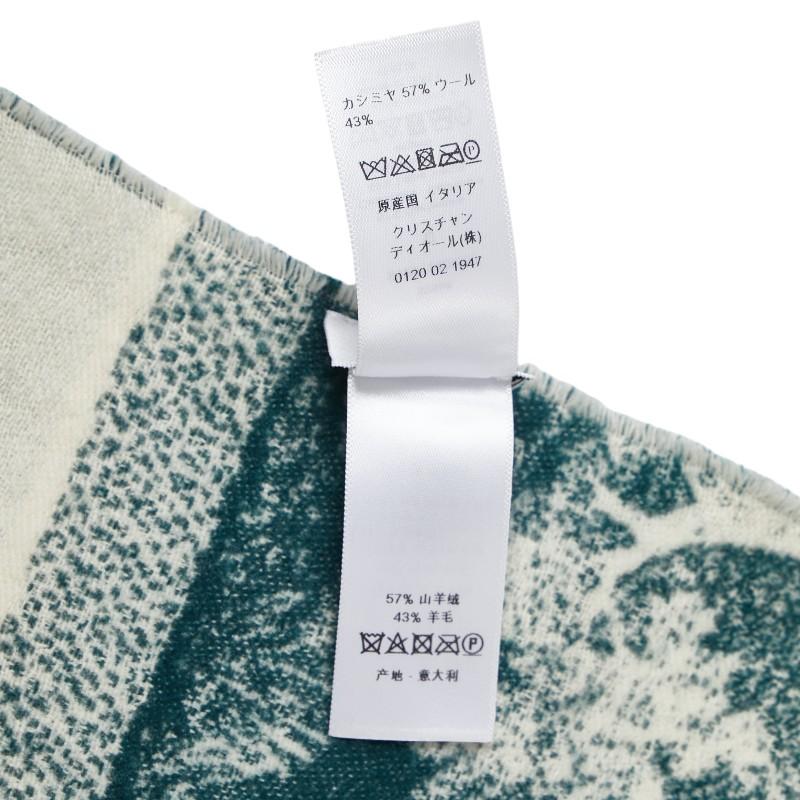 カシミヤ 57% ウール
43%
P
原産国 イタリア
クリスチャン
ディオール(株)
0120 02 1947
57% 山羊绒
43% 羊毛
P
产地 - 意大利